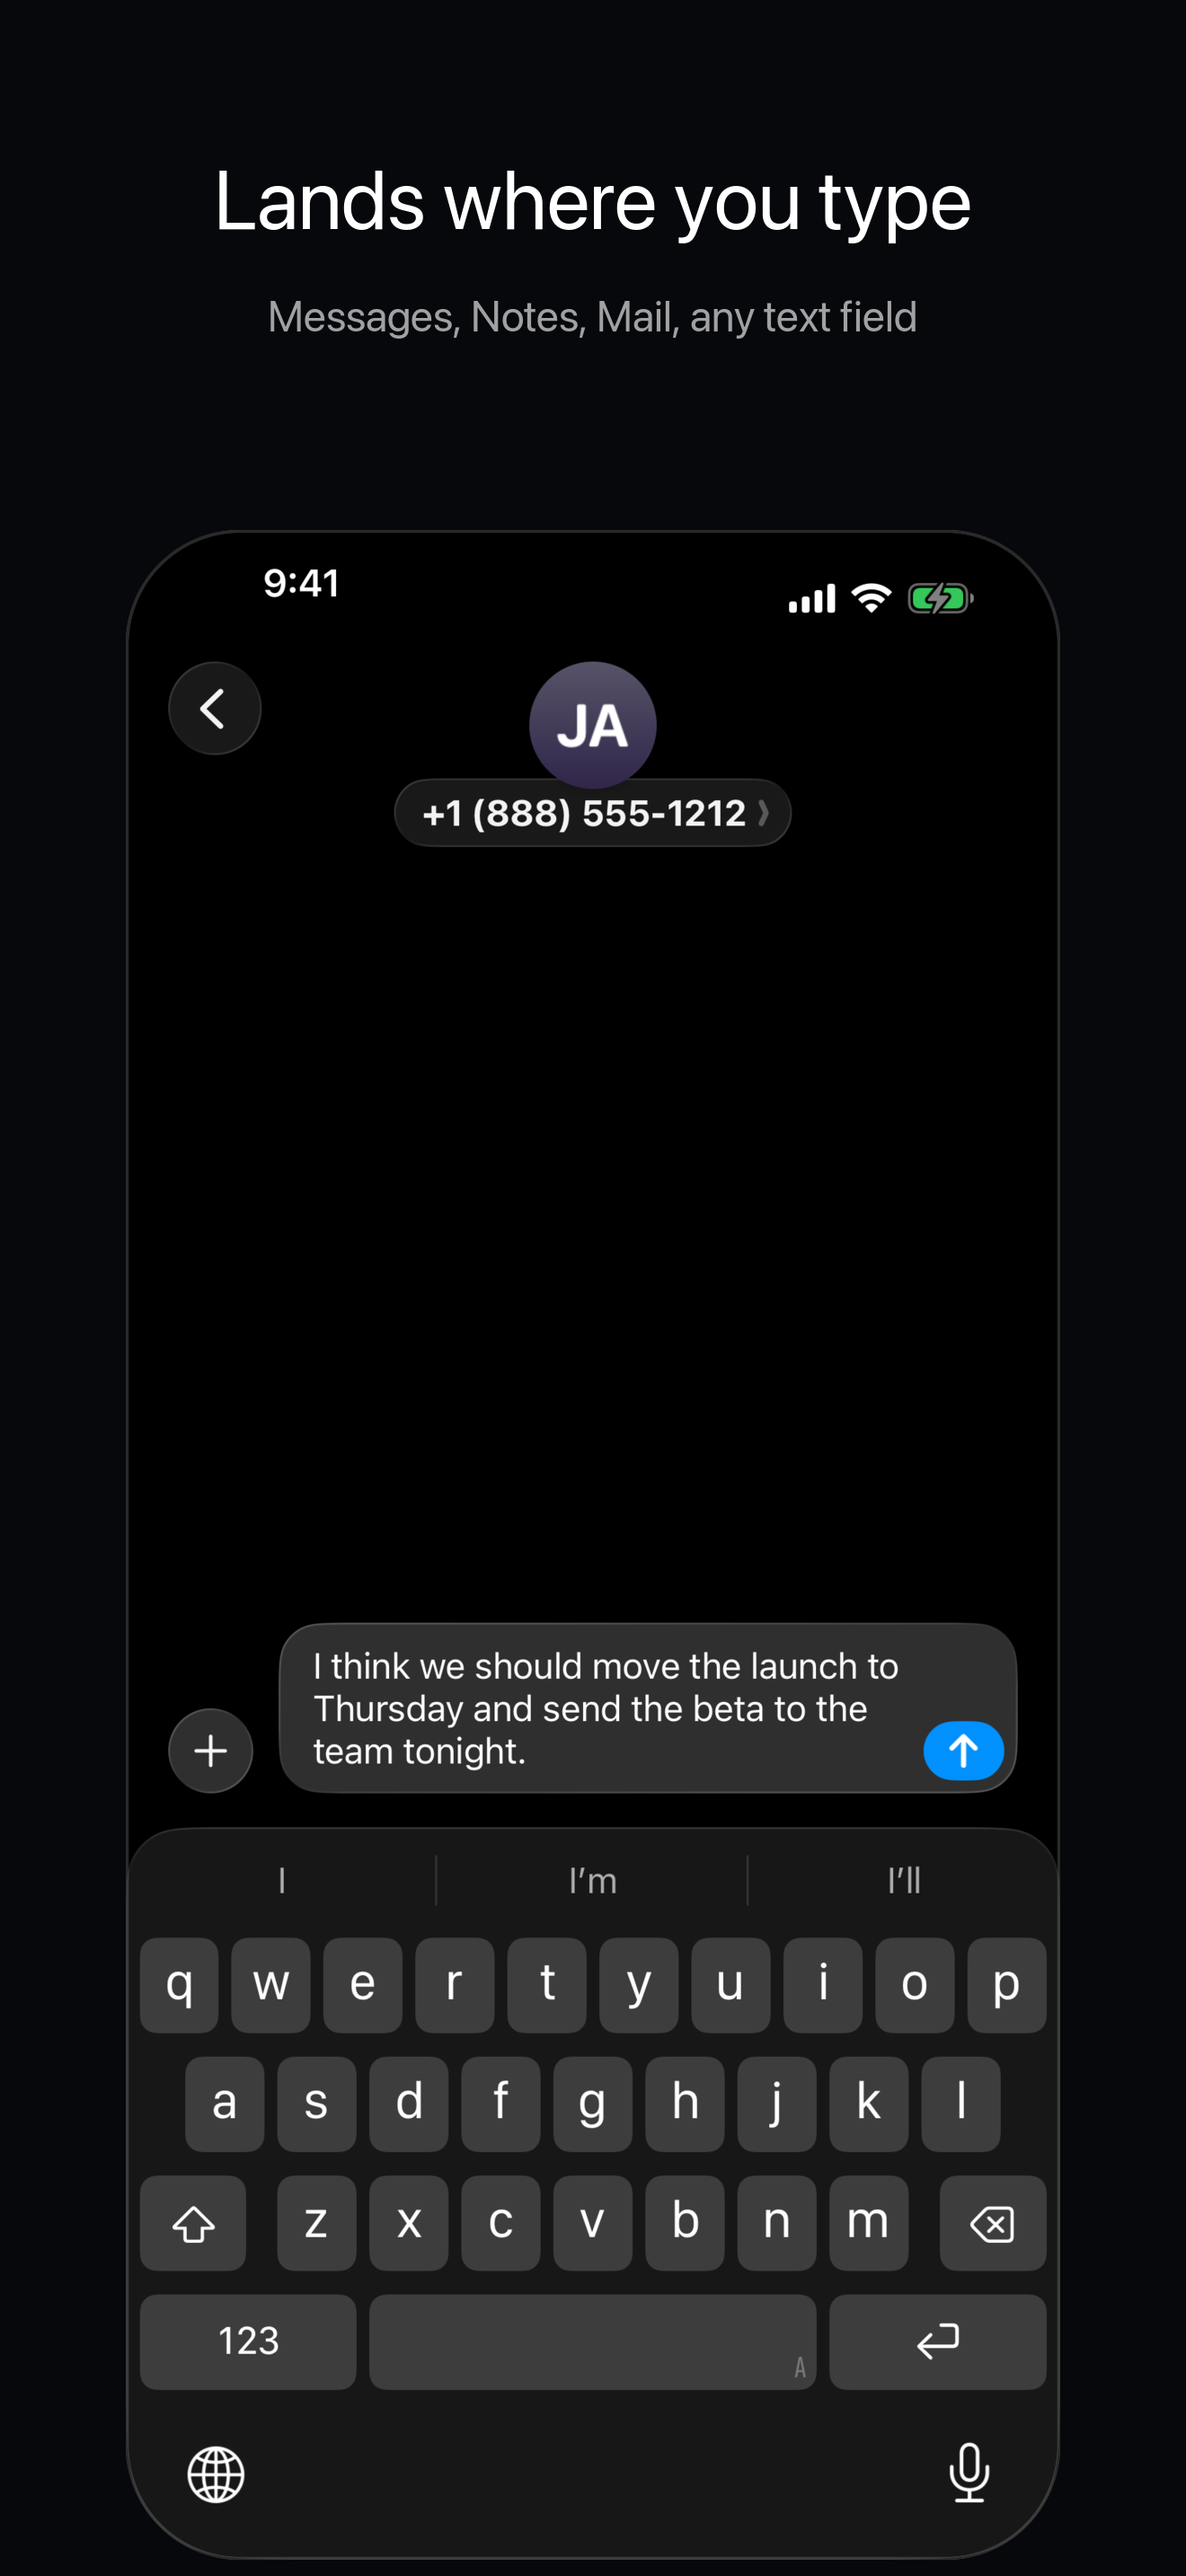 Lands where you type
Messages, Notes, Mail, any text field
9:41
JA
+1 (888) 555-1212
I think we should move the launch to
Thursday and send the beta to the
team tonight.
I I’m I’ll
q w e r t y u i o p
a s d f g h j k l
z x c v b n m
123
A